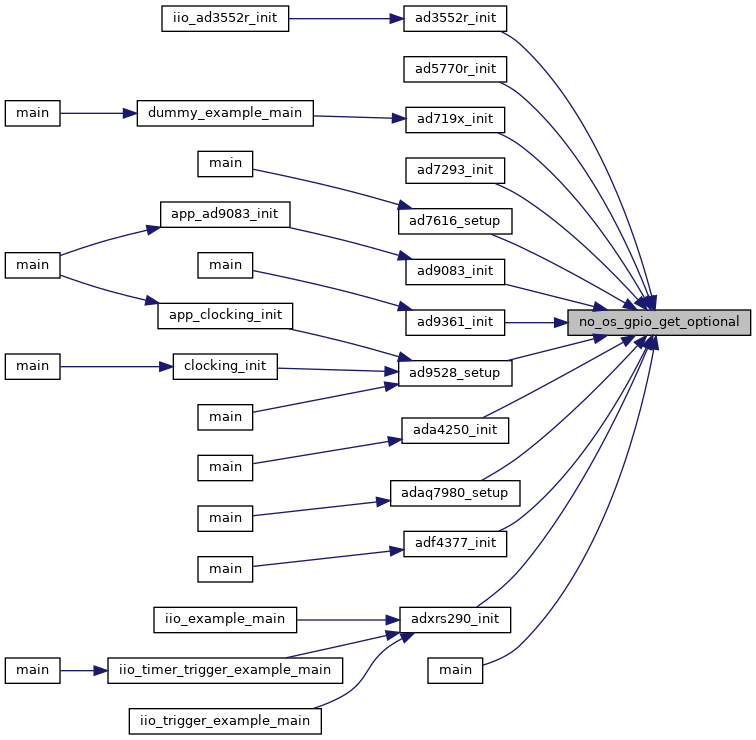 iio_ad3552r_init
ad3552r_init
ad5770r_init
main
dummy_example_main
ad719x_init
main
ad7293_init
app_ad9083_init
ad7616_setup
main
main
ad9083_init
app_clocking_init
ad9361_init
no_os_gpio_get_optional
main
clocking_init
ad9528_setup
main
ada4250_init
main
adaq7980_setup
main
adf4377_init
main
iio_example_main
adxrs290_init
main
iio_timer_trigger_example_main
main
iio_trigger_example_main